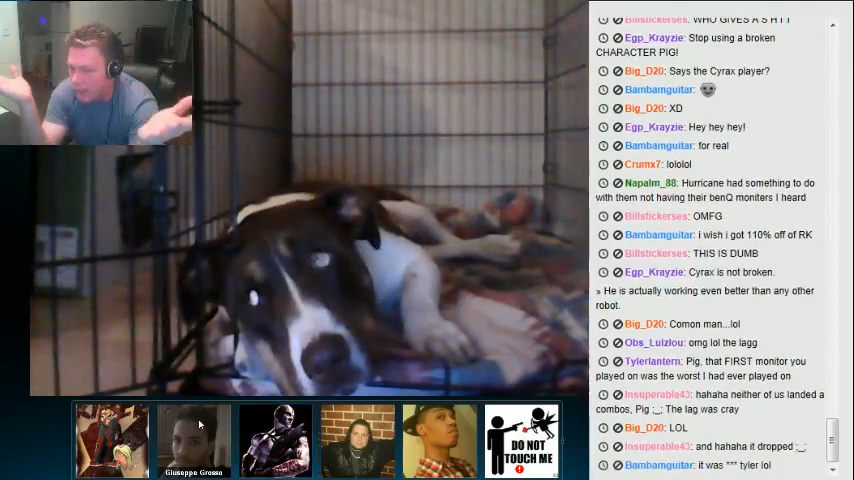 Billstickerses: WHO GIVES A S H I T
Egp_Krayzie: Stop using a broken
CHARACTER PIG!
Big_D20: Says the Cyrax player?
Bambamguitar:
Big_D20: XD
Egp_Krayzie: Hey hey hey!
Bambamguitar: for real
Crumx7: lololol
Napalm_88: Hurricane had something to do
with them not having their benQ moniters I heard
Billstickerses: OMFG
Bambamguitar: i wish i got 110% off of RK
Billstickerses: THIS IS DUMB
Egp_Krayzie: Cyrax is not broken.
» He is actually working even better than any other
robot.
Big_D20: Comon man...lol
Obs_Lulzlou: omg lol the lagg
Tylerlantern: Pig, that FIRST monitor you
played on was the worst I had ever played on
Insuperable43: hahaha neither of us landed a
combos, Pig ;_; The lag was cray
Big_D20: LOL
Insuperable43: and hahaha it dropped ;_;
Bambamguitar: it was *** tyler lol
Giuseppe Grosso
DO NOT
TOUCH ME
!